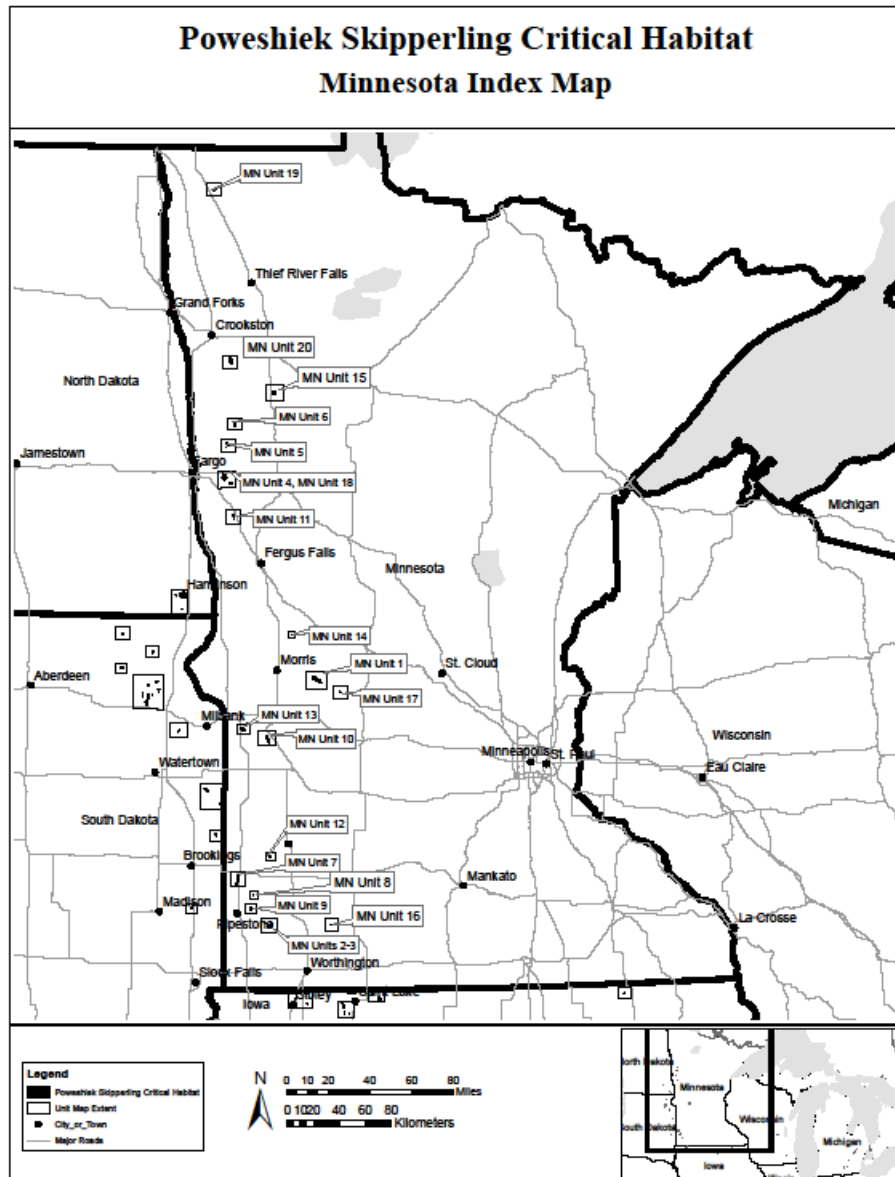 Poweshiek Skipperling Critical Habitat
Minnesota Index Map
MN Unit 19
Thief River Falls
Grand Forks
Crookston
MN Unit 20
North Dakota
MN Unit 15
MN Unit 6
MN Unit 5
Jamestown
Fargo
MN Unit 4, MN Unit 18
Michigan
MN Unit 11
Fergus Falls
Minnesota
Hankinson
MN Unit 14
Morris
MN Unit 1
St. Cloud
Aberdeen
MN Unit 17
Milbank
MN Unit 13
MN Unit 10
Wisconsin
Minneapolis
St. Paul
Watertown
Eau Claire
South Dakota
MN Unit 12
Brookings
MN Unit 7
MN Unit 8
Mankato
Madison
MN Unit 9
MN Unit 16
Pipestone
La Crosse
MN Units 2-3
Worthington
Sioux Falls
Iowa
Sibley
Lake
Legend
Poweshiek Skipperling Critical Habitat
Unit Map Extent
City_or_Town
Major Roads
N
0 10 20 40 60 80
Miles
0 10 20 40 60 80
Kilometers
North Dakota
Minnesota
South Dakota
Wisconsin
Michigan
Iowa